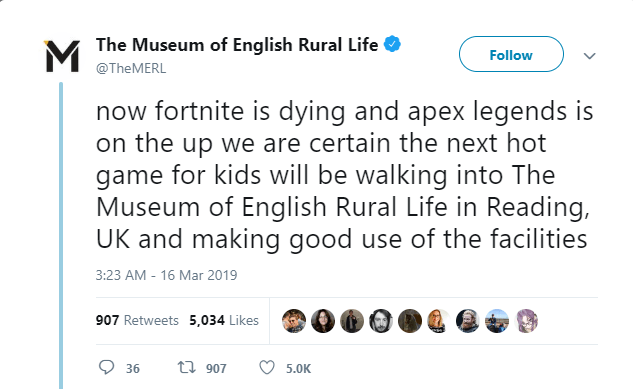 The Museum of English Rural Life
@TheMERL
Follow
now fortnite is dying and apex legends is
on the up we are certain the next hot
game for kids will be walking into The
Museum of English Rural Life in Reading,
UK and making good use of the facilities
3:23 AM - 16 Mar 2019
907 Retweets 5,034 Likes
36 907 5.0K